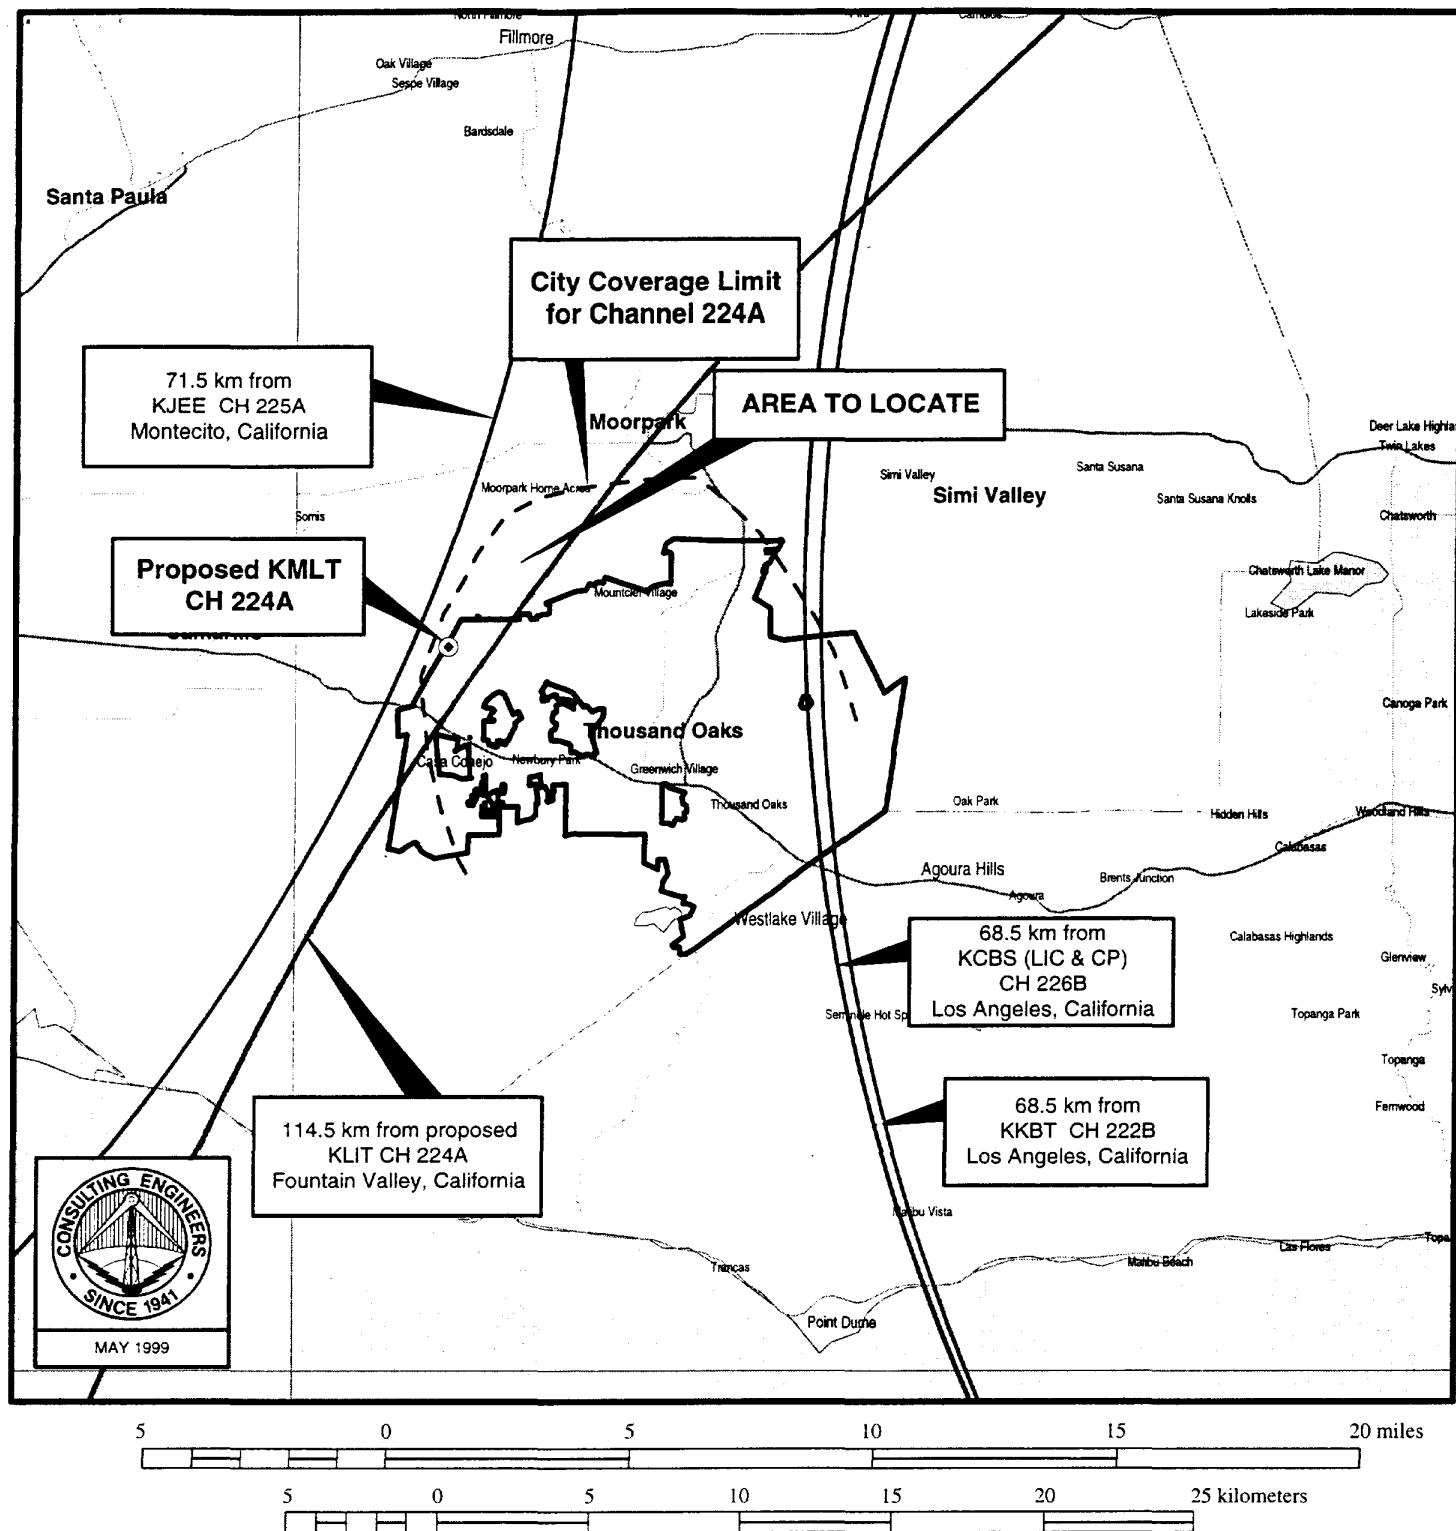 North Fillmore
Fillmore
Oak Village
Sespe Village
Bardsdale
Santa Paula
City Coverage Limit
for Channel 224A
71.5 km from
KJEE CH 225A
Montecito, California
AREA TO LOCATE
Moorpark
Moorpark Home Acres
Somis
Simi Valley
Santa Susana
Simi Valley
Santa Susana Knolls
Twin Lakes
Chatsworth
Proposed KMLT
CH 224A
Mountclef Village
Chatsworth Lake Manor
Lakeside Park
Canoga Park
Thousand Oaks
Casa Conejo
Newbury Park
Greenwich Village
Thousand Oaks
Oak Park
Hidden Hills
Woodland Hills
Calabasas
Agoura Hills
Agoura
Brents Junction
Westlake Village
Calabasas Highlands
Glenview
68.5 km from
KCBS (LIC & CP)
CH 226B
Los Angeles, California
Topanga Park
Topanga
Fernwood
68.5 km from
KKBT CH 222B
Los Angeles, California
114.5 km from proposed
KLIT CH 224A
Fountain Valley, California
Malibu Vista
Trancas
Malibu Beach
Las Flores
Point Dume
CONSULTING ENGINEERS
• SINCE 1941 •
MAY 1999
5 0 5 10 15 20 miles
5 0 5 10 15 20 25 kilometers